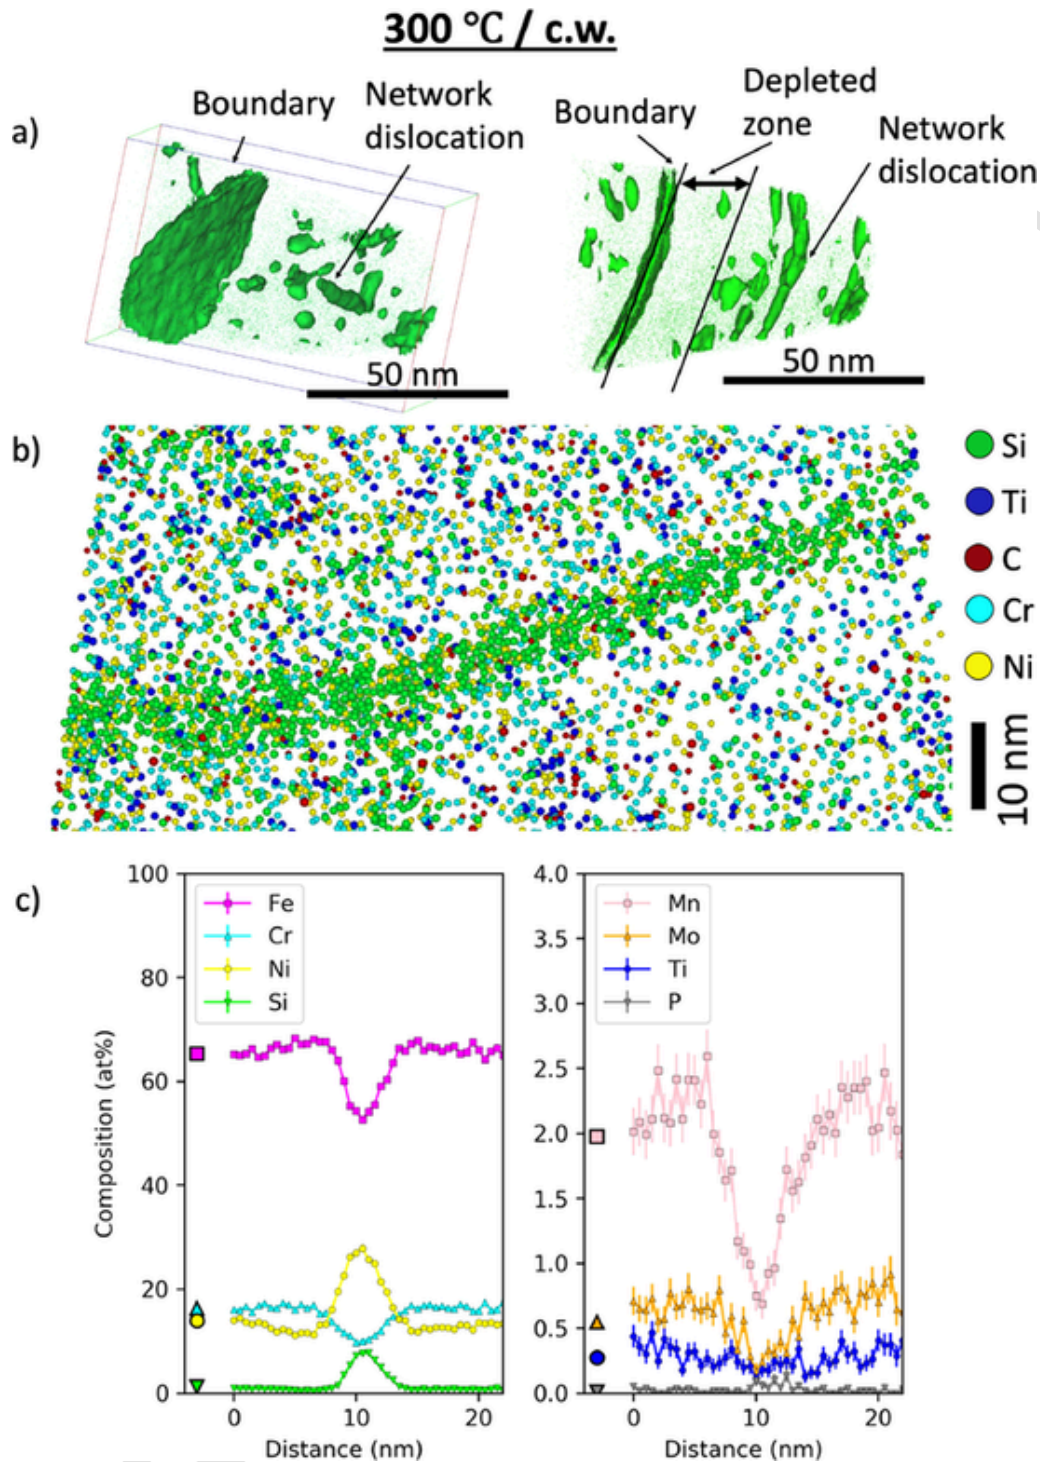 300 °C / c.w.
a)
Boundary
Network
dislocation
Boundary
Depleted
zone
Network
dislocation
50 nm
50 nm
b)
Si
Ti
C
Cr
Ni
10 nm
c)
Composition (at%)
100
80
60
40
20
0
Fe
Cr
Ni
Si
0
10
20
Distance (nm)
4.0
3.5
3.0
2.5
2.0
1.5
1.0
0.5
0.0
Mn
Mo
Ti
P
0
10
20
Distance (nm)